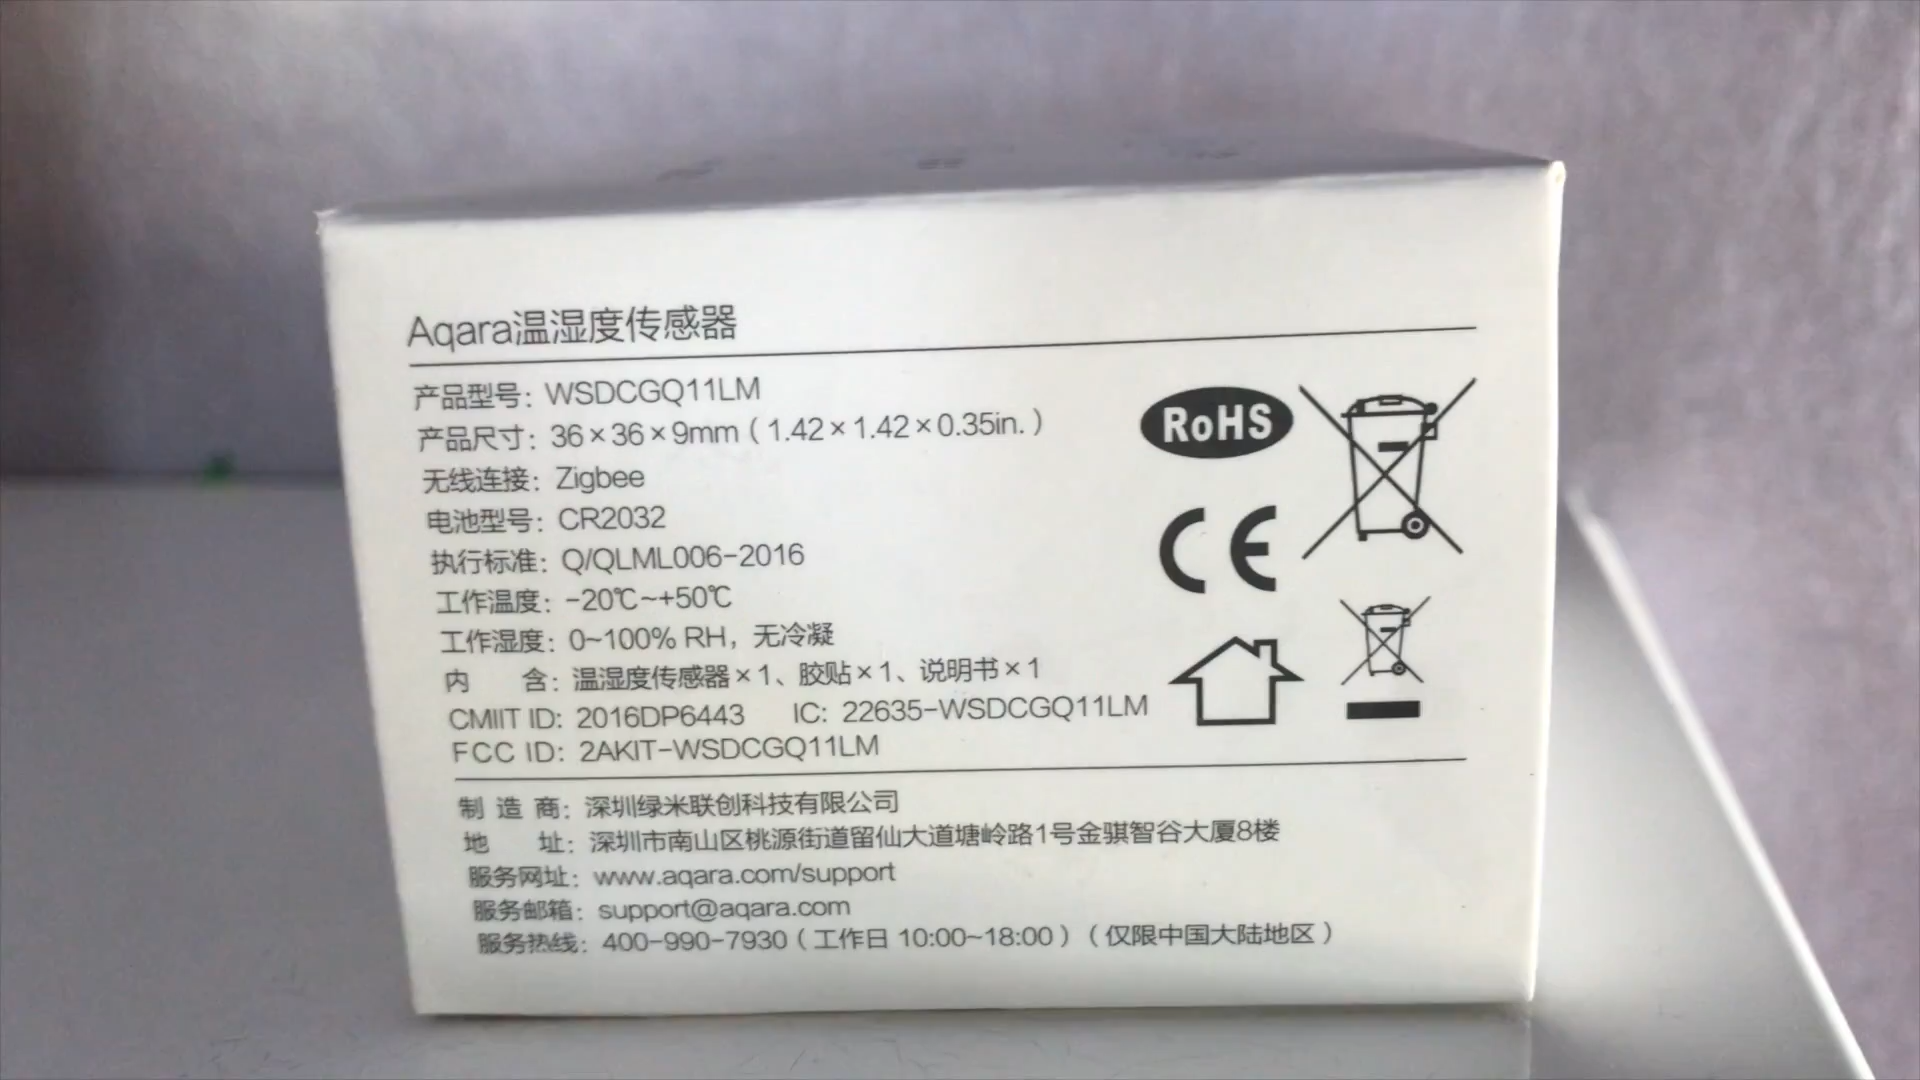 Aqara温湿度传感器
产品型号：WSDCGQ11LM
产品尺寸：36×36×9mm（1.42×1.42×0.35in.）
无线连接：Zigbee
电池型号：CR2032
执行标准：Q/QLML006-2016
工作温度：-20℃~+50℃
工作湿度：0~100% RH，无冷凝
内 含：温湿度传感器×1、胶贴×1、说明书×1
CMIIT ID: 2016DP6443 IC: 22635-WSDCGQ11LM
FCC ID: 2AKIT-WSDCGQ11LM
RoHS
CE
制 造 商：深圳绿米联创科技有限公司
地 址：深圳市南山区桃源街道留仙大道塘岭路1号金骐智谷大厦8楼
服务网址：www.aqara.com/support
服务邮箱：support@aqara.com
服务热线：400-990-7930（工作日 10:00~18:00）（仅限中国大陆地区）